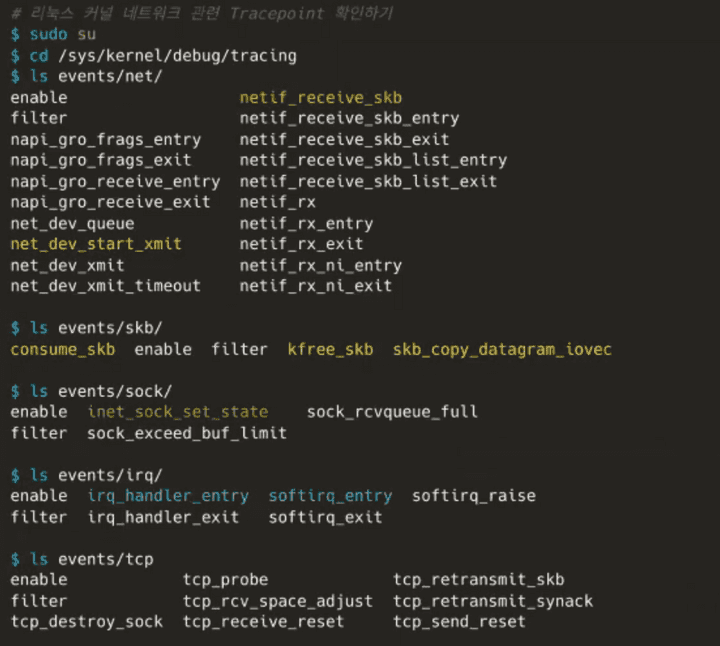 # 리눅스 커널 네트워크 관련 Tracepoint 확인하기
$ sudo su
$ cd /sys/kernel/debug/tracing
$ ls events/net/
enable netif_receive_skb
filter netif_receive_skb_entry
napi_gro_frags_entry netif_receive_skb_exit
napi_gro_frags_exit netif_receive_skb_list_entry
napi_gro_receive_entry netif_receive_skb_list_exit
napi_gro_receive_exit netif_rx
net_dev_queue netif_rx_entry
net_dev_start_xmit netif_rx_exit
net_dev_xmit netif_rx_ni_entry
net_dev_xmit_timeout netif_rx_ni_exit
$ ls events/skb/
consume_skb enable filter kfree_skb skb_copy_datagram_iovec
$ ls events/sock/
enable inet_sock_set_state sock_rcvqueue_full
filter sock_exceed_buf_limit
$ ls events/irq/
enable irq_handler_entry softirq_entry softirq_raise
filter irq_handler_exit softirq_exit
$ ls events/tcp
enable tcp_probe tcp_retransmit_skb
filter tcp_rcv_space_adjust tcp_retransmit_synack
tcp_destroy_sock tcp_receive_reset tcp_send_reset